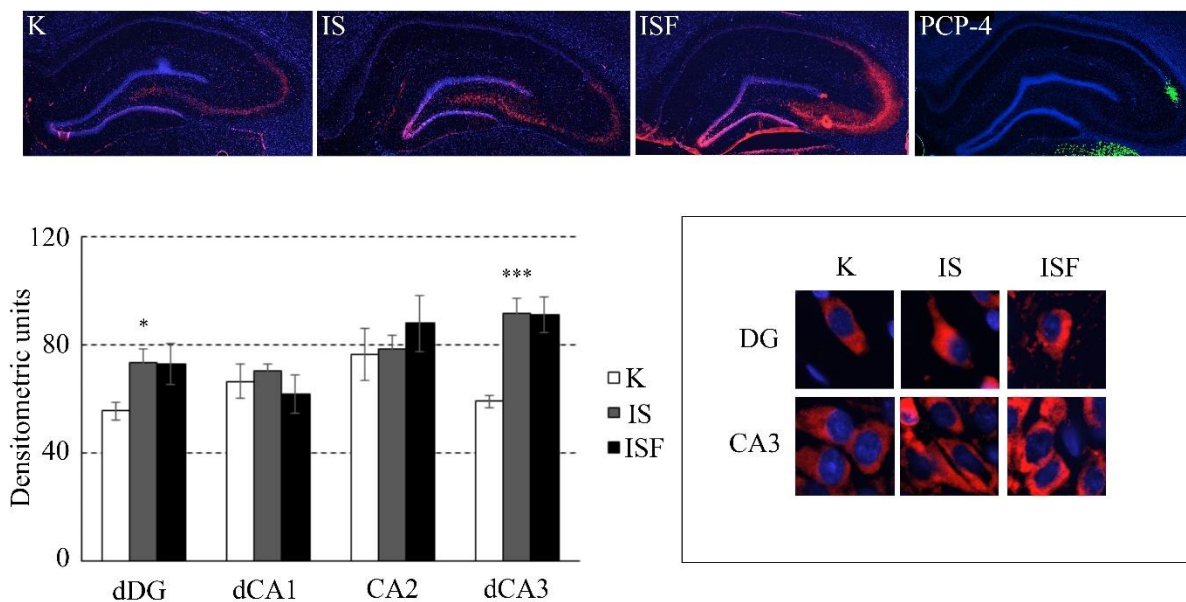 K IS ISF PCP-4
120
80
40
0
Densitometric units
* ***
dDG dCA1 CA2 dCA3
K
IS
ISF
K IS ISF
DG
CA3